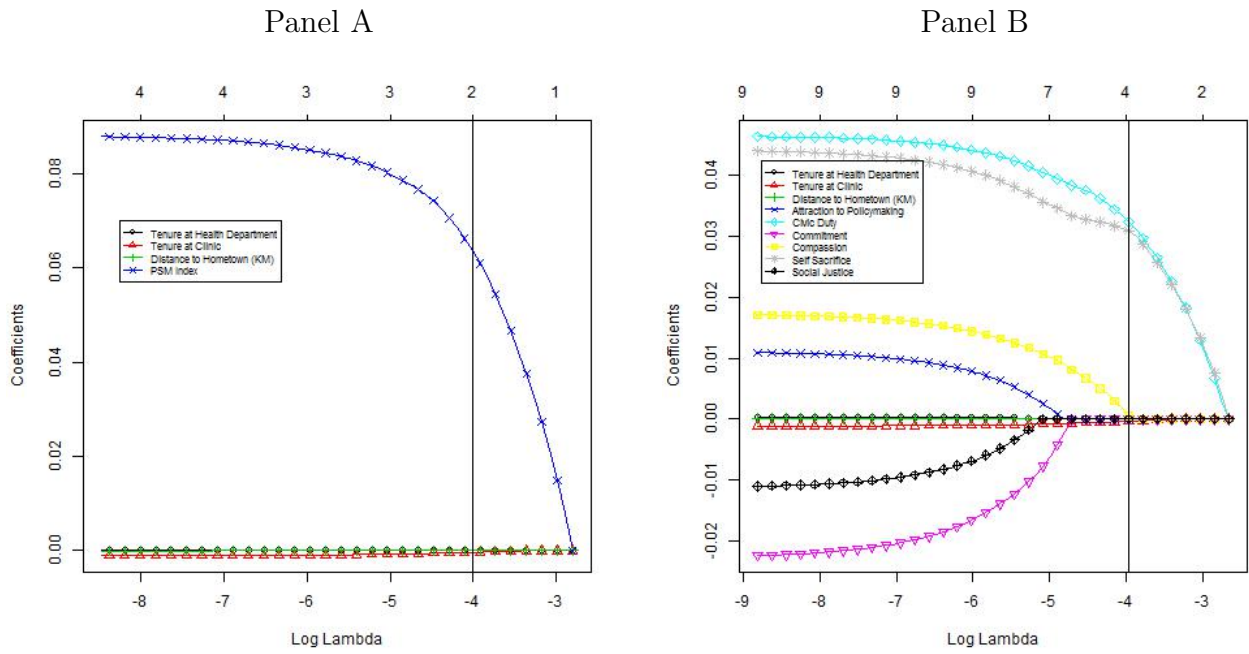 Panel A
4 4 3 3 2 1
Coefficients
0.08
0.06
0.04
0.02
0.00
Tenure at Health Department
Tenure at Clinic
Distance to Hometown (KM)
PSM Index
-8 -7 -6 -5 -4 -3
Log Lambda
Panel B
9 9 9 9 7 4 2
Coefficients
0.04
0.03
0.02
0.01
0.00
-0.01
-0.02
Tenure at Health Department
Tenure at Clinic
Distance to Hometown (KM)
Attraction to Policymaking
Civic Duty
Commitment
Compassion
Self Sacrifice
Social Justice
-9 -8 -7 -6 -5 -4 -3
Log Lambda